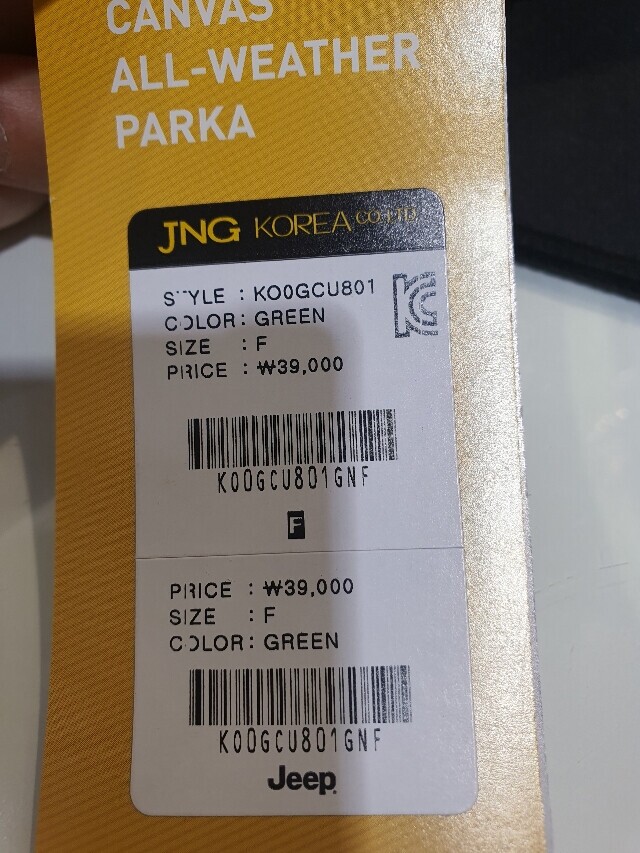 CANVAS
ALL-WEATHER
PARKA
JNG KOREA CO.LTD
STYLE : KO0GCU801
COLOR : GREEN
SIZE : F
PRICE : ₩39,000
K00GCU801GNF
F
PRICE : ₩39,000
SIZE : F
COLOR : GREEN
K00GCU801GNF
Jeep